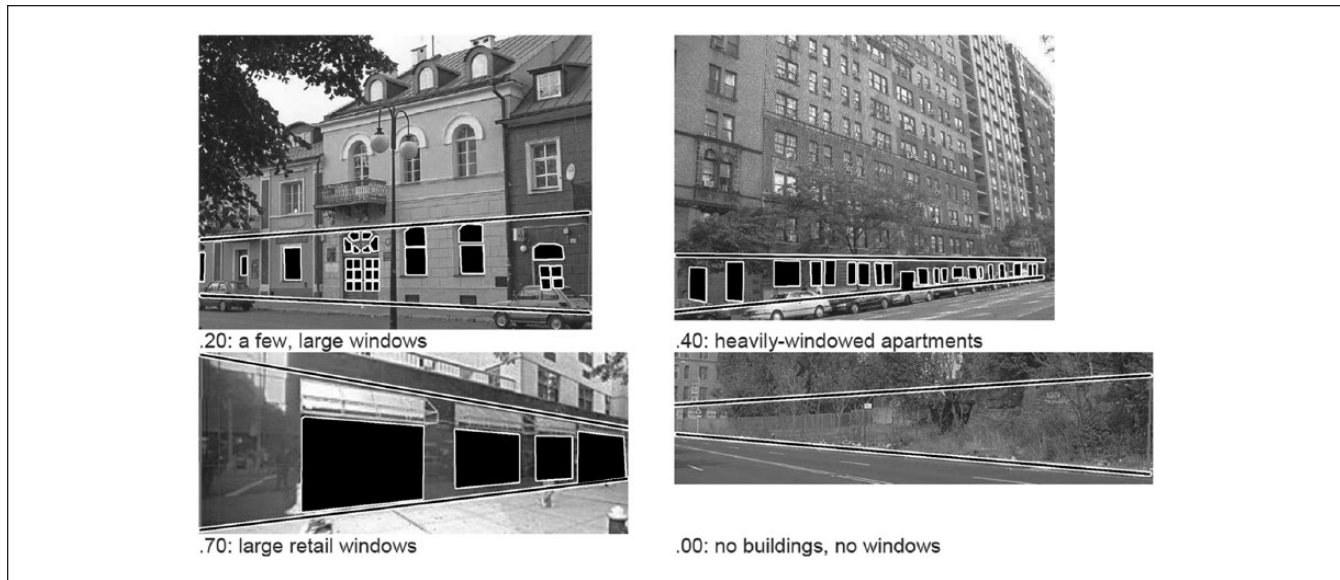 .20: a few, large windows
.40: heavily-windowed apartments
.70: large retail windows
.00: no buildings, no windows